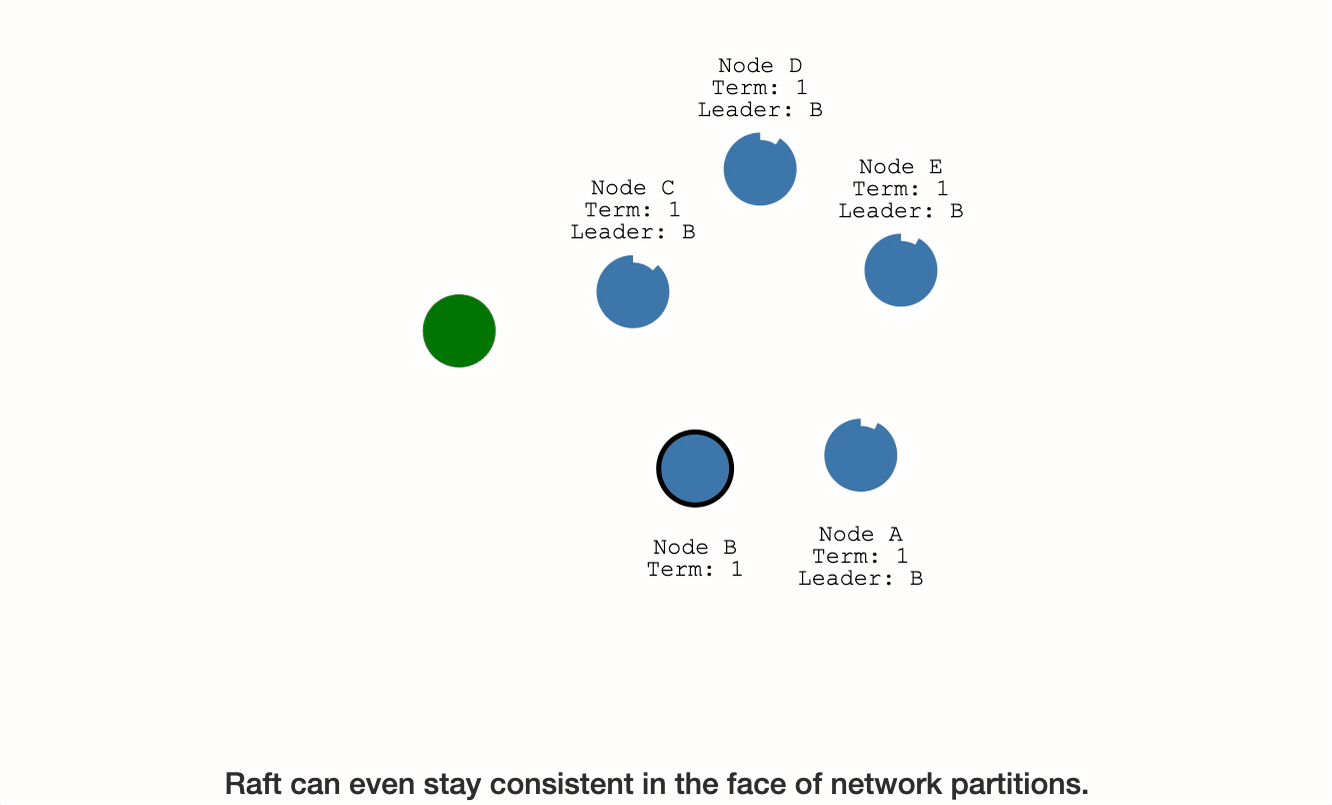 Node D
Term: 1
Leader: B
Node E
Term: 1
Leader: B
Node C
Term: 1
Leader: B
Node B
Term: 1
Node A
Term: 1
Leader: B
Raft can even stay consistent in the face of network partitions.